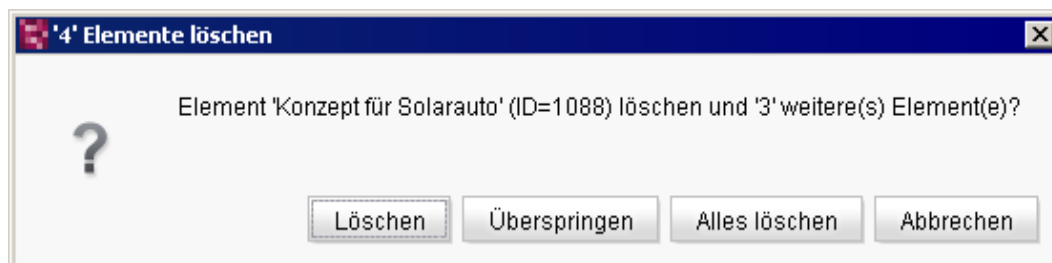 '4' Elemente löschen
Element 'Konzept für Solarauto' (ID=1088) löschen und '3' weitere(s) Element(e)?
?
Löschen Überspringen Alles löschen Abbrechen